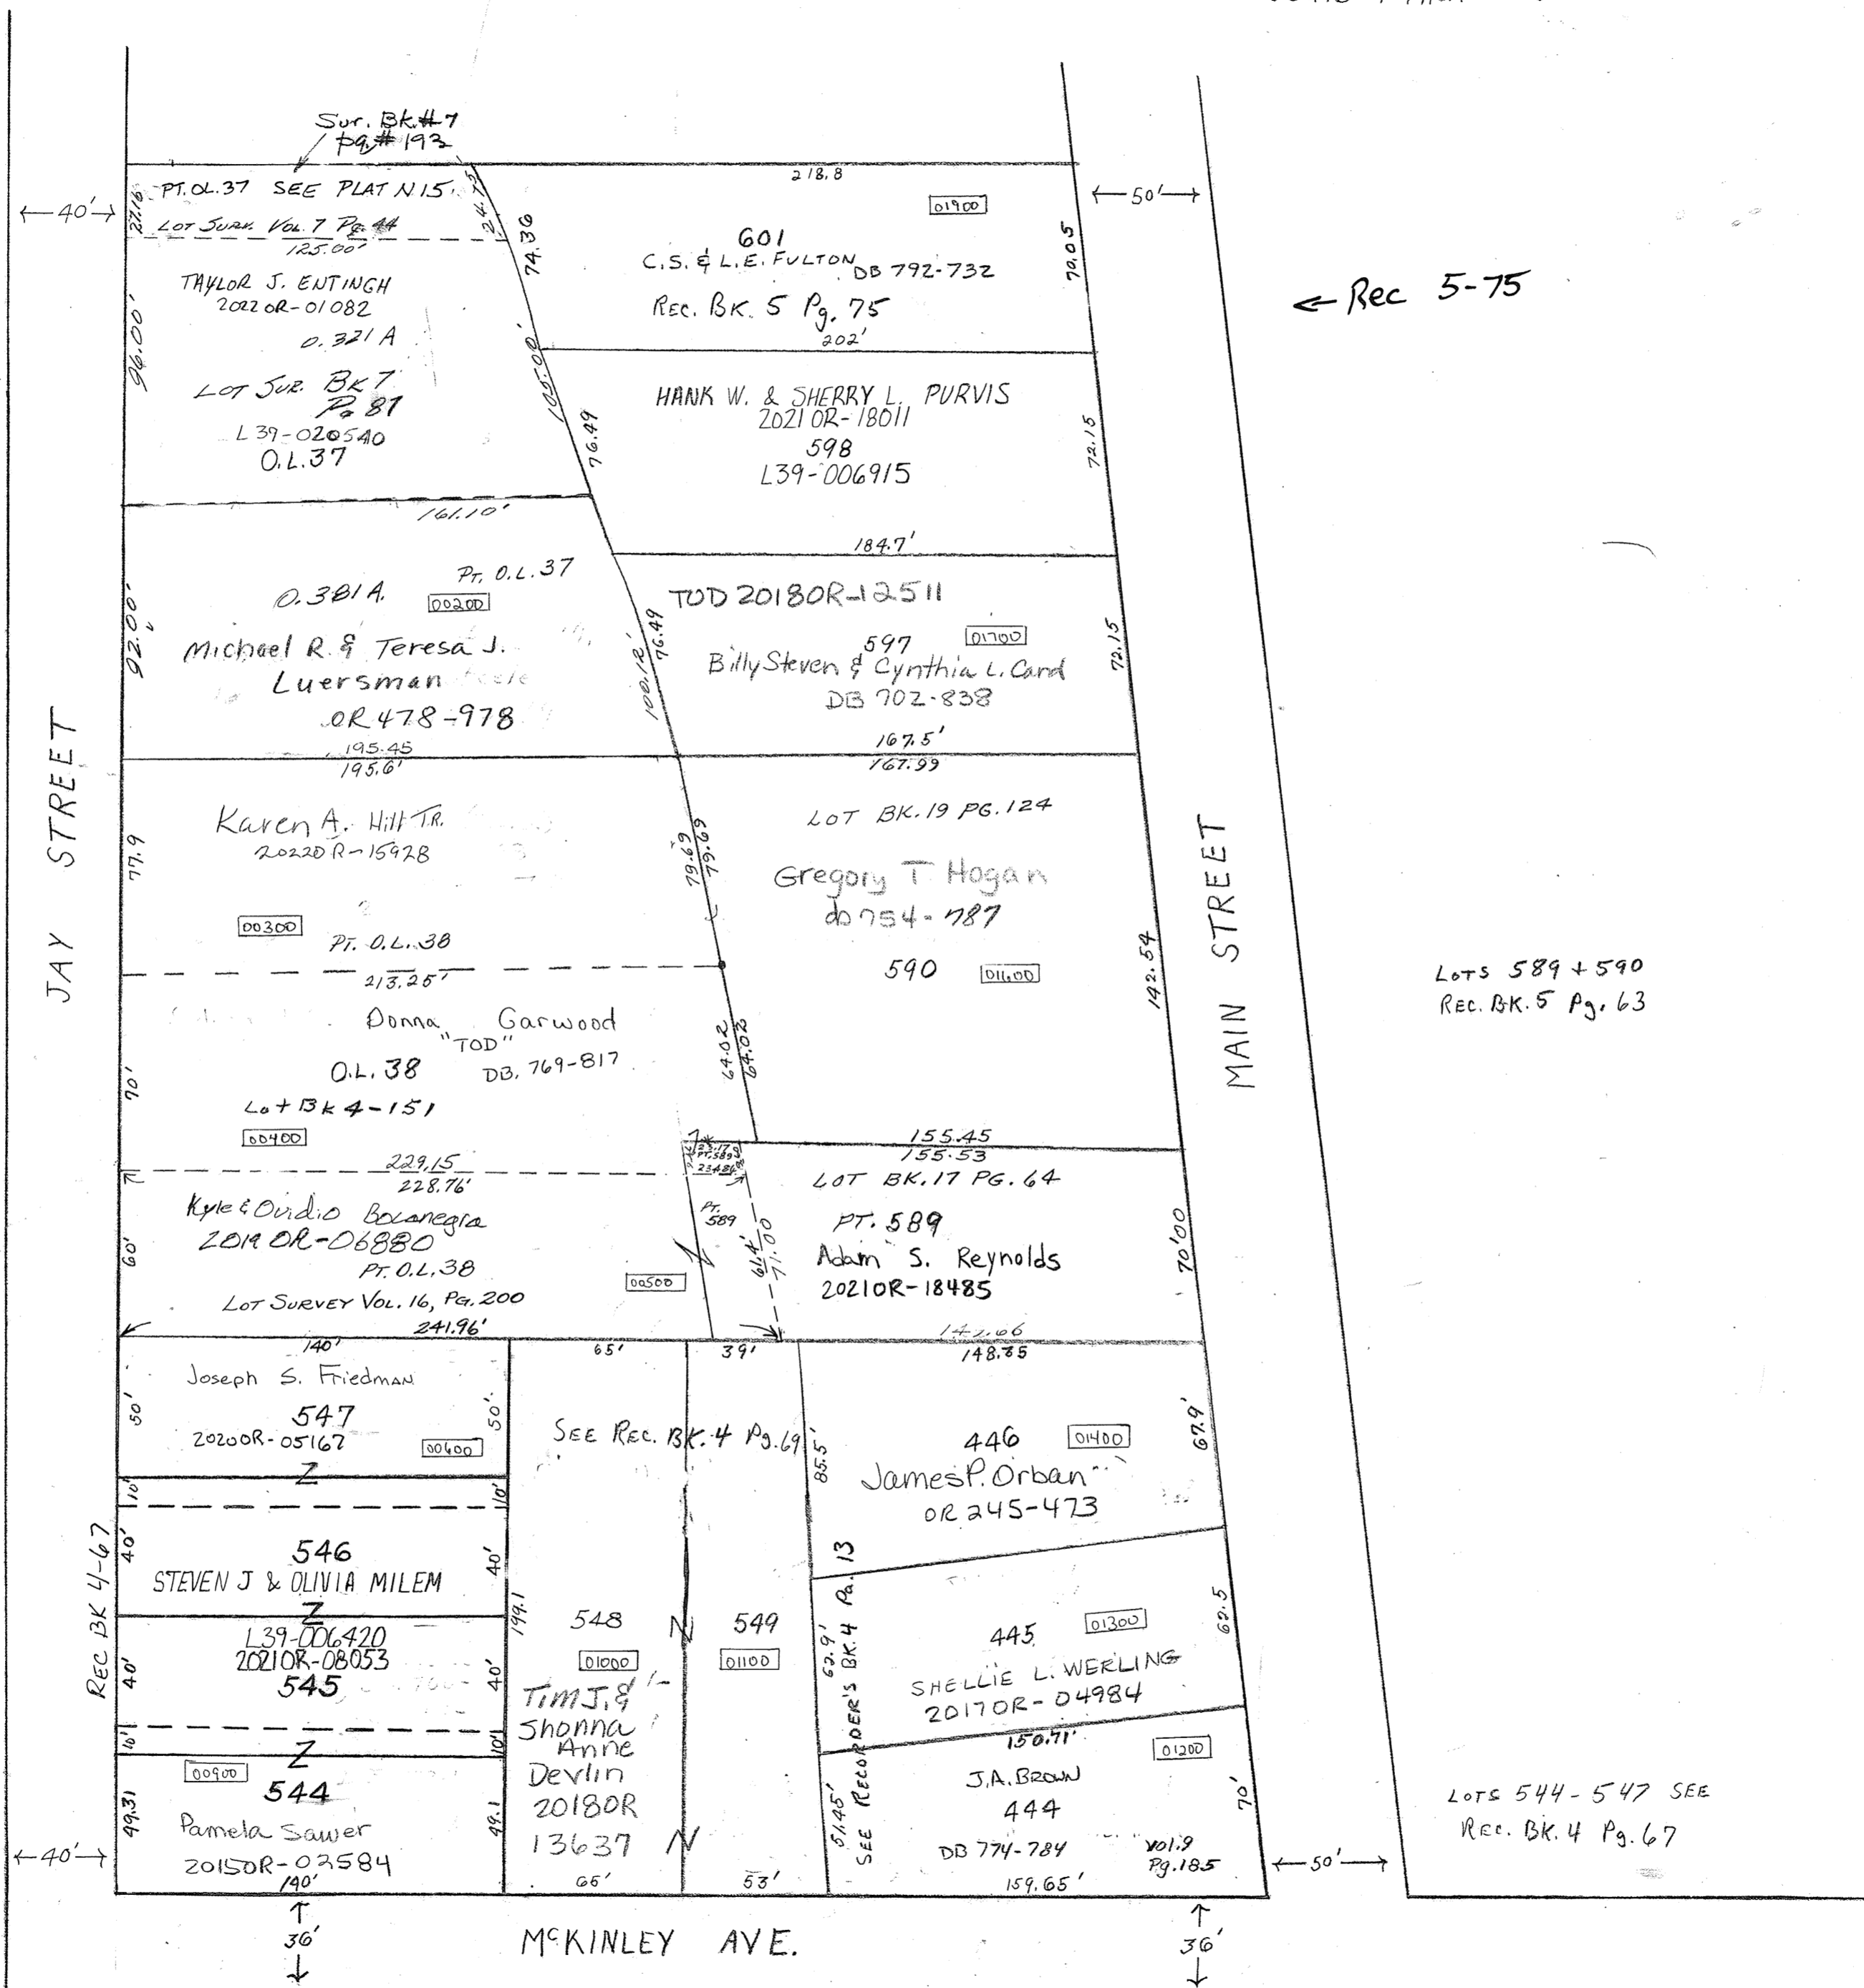 Sur. Bk.#7
pg.# 193
PT. O.L. 37 SEE PLAT N 15.
LOT SURV. VOL. 7 PG. 44
125.00'
27.16
24.75
←40'→
96.00'
TAYLOR J. ENTINGH
2022 OR-01082
0.321 A
LOT SUR. BK 7
PG 87
L39-020540
O.L. 37
105.00'
161.10'
218.8
01900
601
C.S. & L.E. FULTON DB 792-732
REC. BK. 5 Pg. 75
74.36
70.05
←50'→
← Rec 5-75
202'
HANK W. & SHERRY L. PURVIS
2021 OR-18011
598
L39-006915
76.49
72.15
184.7'
Pt. O.L. 37
0.381 A.
00200
Michael R. & Teresa J.
Luersman
OR 478-978
92.00'
100.12'
195.45
TOD 2018OR-12511
597
01700
Billy Steven & Cynthia L. Card
DB 702-838
76.49
72.15
167.5'
JAY STREET
195.6'
Karen A. Hilt TR.
2022OR-15928
77.9
00300
PT. O.L. 38
79.69
79.69
213.25'
167.99
LOT BK. 19 PG. 124
Gregory T Hogan
db 754-787
590
01600
142.54
MAIN STREET
LOTS 589 + 590
REC. BK. 5 Pg. 63
Donna Garwood
"TOD"
O.L. 38 DB. 769-817
Lot Bk 4-151
00400
70'
64.02
64.02
229.15
155.45
155.53
23.17
PT. 589
228.76'
Kyle & Ovidio Bocanegra
2019 OR-06880
PT. O.L. 38
LOT SURVEY VOL. 16, PG. 200
00500
60'
241.96'
PT.
589
61.4'
71.00
LOT BK. 17 PG. 64
PT. 589
Adam S. Reynolds
2021OR-18485
70'00
140'
Joseph S. Friedman
547
2020OR-05167
00600
50'
50'
Z
10'
10'
65'
39'
SEE REC. BK. 4 Pg. 69
148.75
446
01400
James P. Orban
OR 245-473
85.5'
67.9'
REC BK 4-67
40'
40'
546
STEVEN J & OLIVIA MILEM
Z
L39-006420
2021OR-08053
545
40'
40'
10'
10'
Z
199.1
548
Z
549
01000
01100
Tim J. &
Shonna
Anne
Devlin
2018OR
13637
65'
53'
62.9'
SEE RECORDER'S BK. 4 PG. 13
445
01300
SHELLIE L. WERLING
2017OR-04984
62.5
00900
544
Pamela Sawer
2015OR-02584
49.31
49.1
140'
←40'→
150.71'
01200
J.A. BROWN
444
DB 774-784
Vol. 9
Pg. 185
51.45'
70'
159.65'
←50'→
LOTS 544-547 SEE
REC. BK. 4 Pg. 67
36'
McKINLEY AVE.
36'